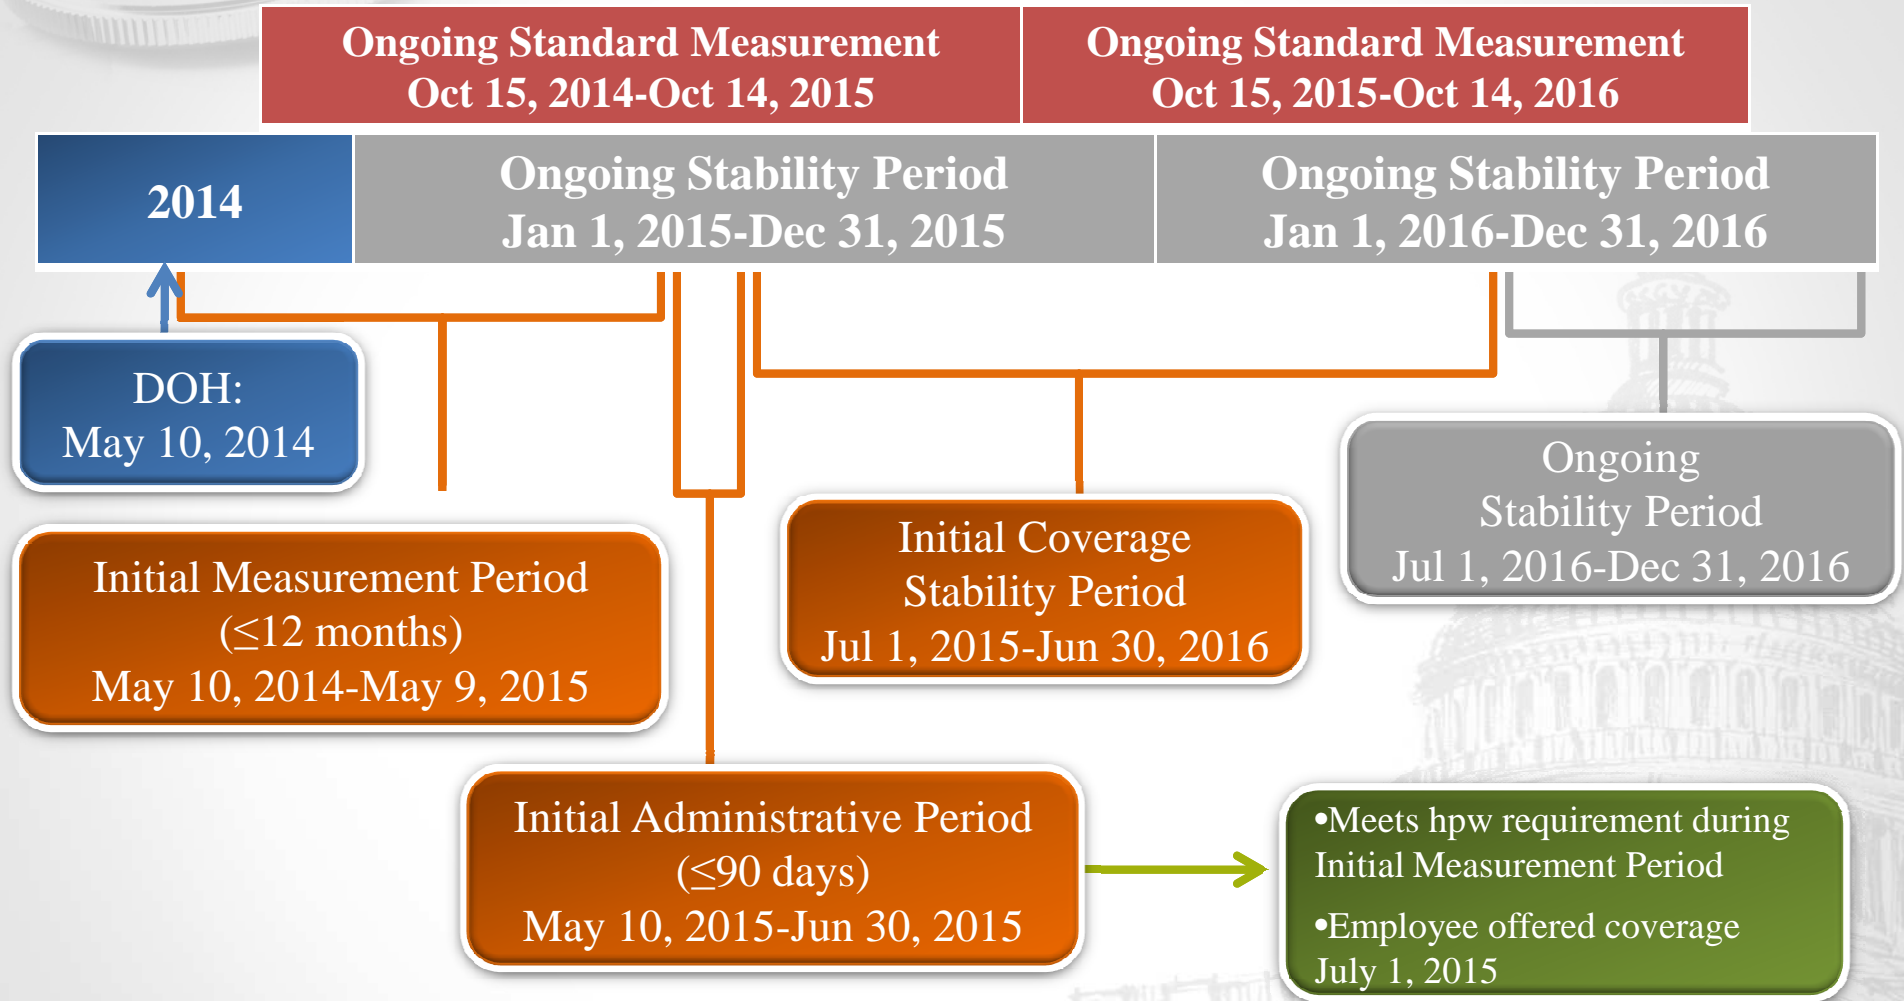 Ongoing Standard Measurement
Oct 15, 2014-Oct 14, 2015
Ongoing Standard Measurement
Oct 15, 2015-Oct 14, 2016
2014
Ongoing Stability Period
Jan 1, 2015-Dec 31, 2015
Ongoing Stability Period
Jan 1, 2016-Dec 31, 2016
DOH:
May 10, 2014
Initial Measurement Period
(≤12 months)
May 10, 2014-May 9, 2015
Initial Coverage
Stability Period
Jul 1, 2015-Jun 30, 2016
Ongoing
Stability Period
Jul 1, 2016-Dec 31, 2016
Initial Administrative Period
(≤90 days)
May 10, 2015-Jun 30, 2015
•Meets hpw requirement during
Initial Measurement Period
•Employee offered coverage
July 1, 2015